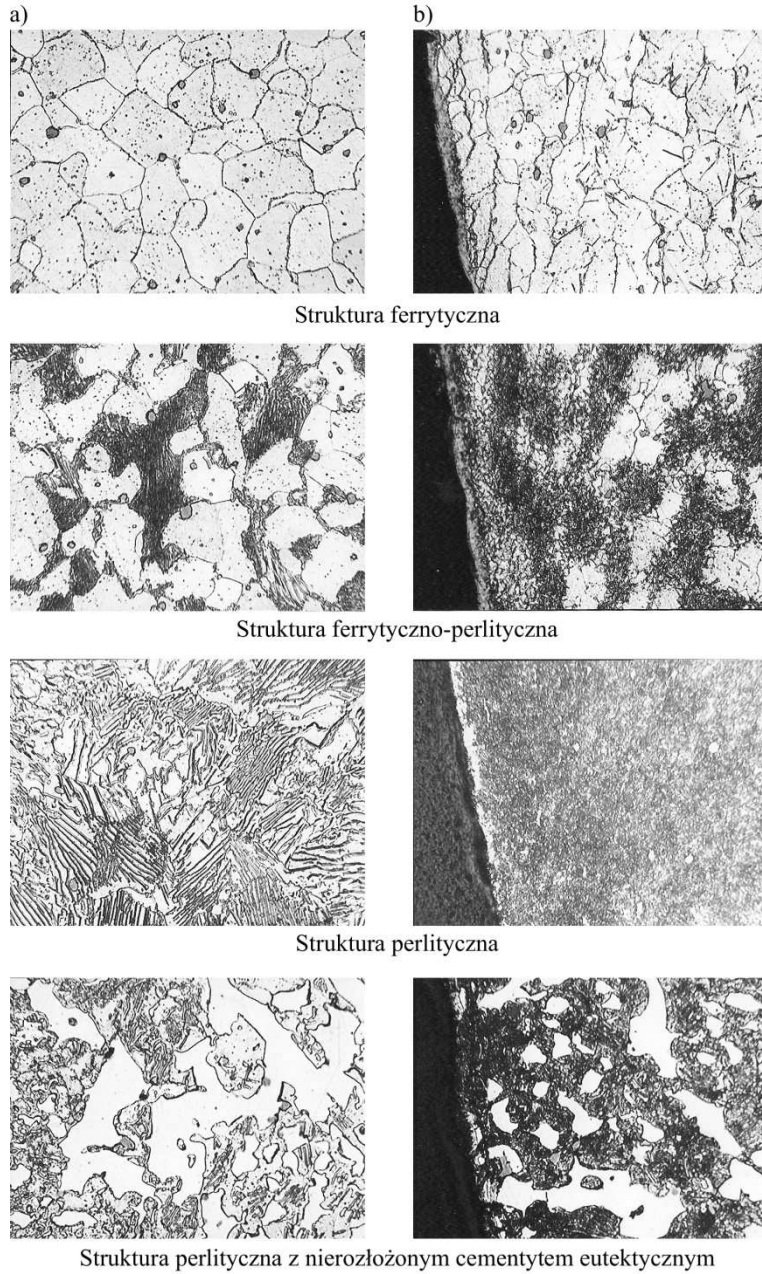 a)
b)
Struktura ferrytyczna
Struktura ferrytyczno-perlityczna
Struktura perlityczna
Struktura perlityczna z nierozłożonym cementytem eutektycznym